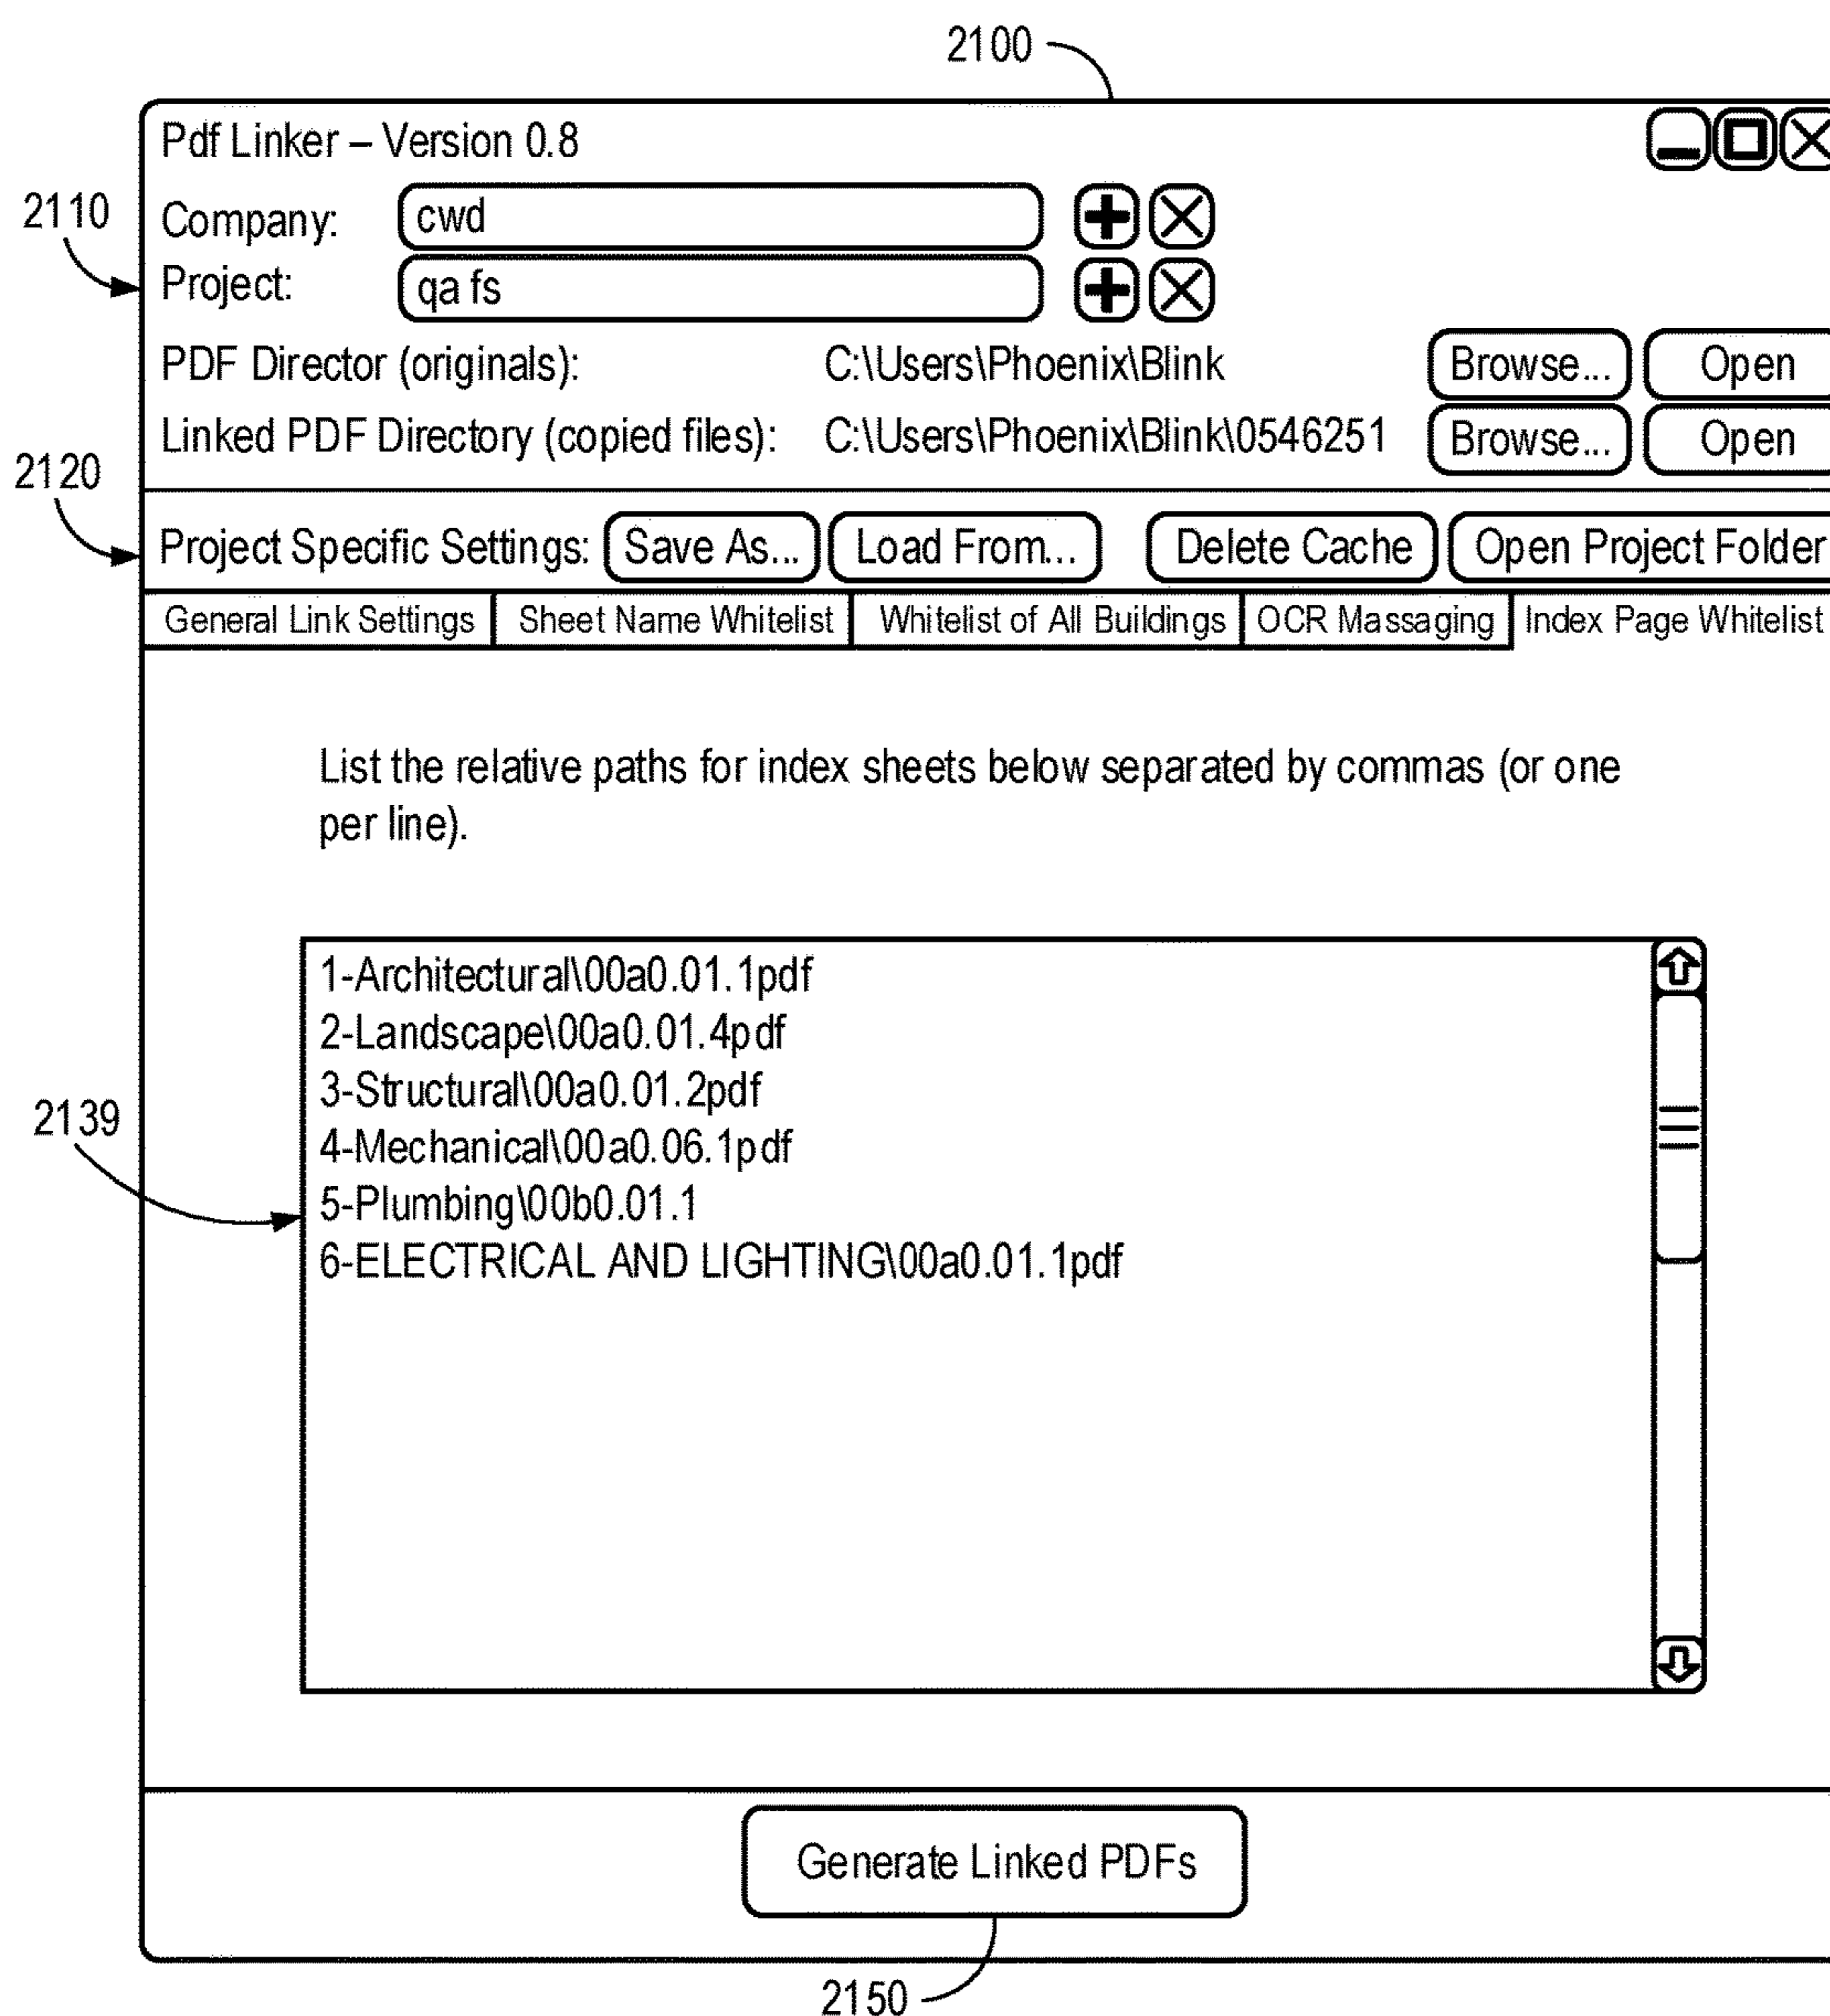 2100
Pdf Linker – Version 0.8
2110
Company: cwd
Project: qa fs
PDF Director (originals): C:\Users\Phoenix\Blink Browse... Open
Linked PDF Directory (copied files): C:\Users\Phoenix\Blink\0546251 Browse... Open
2120
Project Specific Settings: Save As... Load From... Delete Cache Open Project Folder
General Link Settings Sheet Name Whitelist Whitelist of All Buildings OCR Massaging Index Page Whitelist
List the relative paths for index sheets below separated by commas (or one
per line).
1-Architectural\00a0.01.1pdf
2-Landscape\00a0.01.4pdf
3-Structural\00a0.01.2pdf
2139
4-Mechanical\00a0.06.1pdf
5-Plumbing\00b0.01.1
6-ELECTRICAL AND LIGHTING\00a0.01.1pdf
Generate Linked PDFs
2150